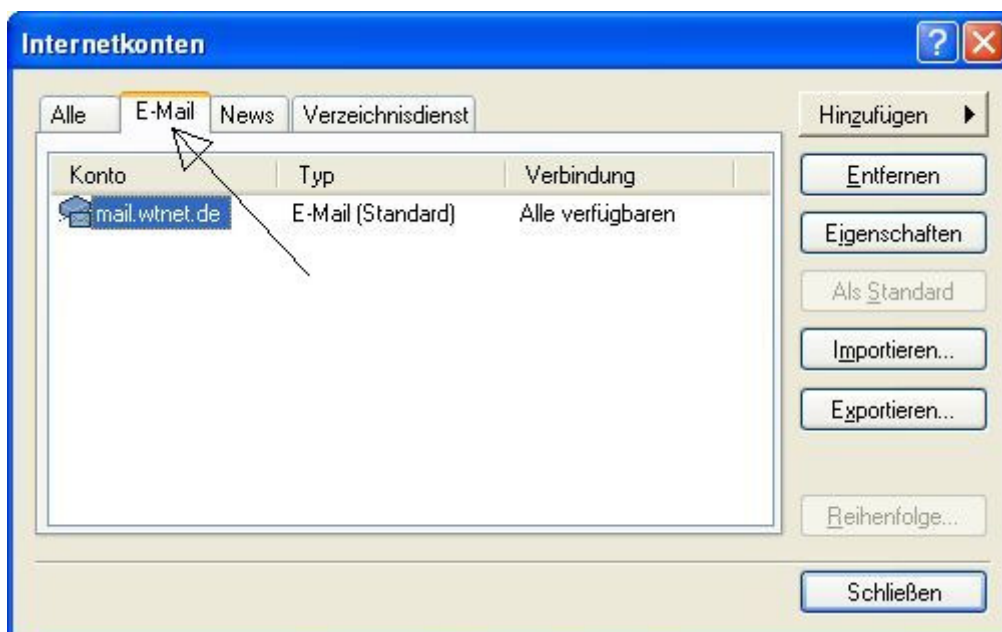 Internetkonten
Alle E-Mail News Verzeichnisdienst
Konto Typ Verbindung
mail.wtnet.de E-Mail (Standard) Alle verfügbaren
Hinzufügen
Entfernen
Eigenschaften
Als Standard
Importieren...
Exportieren...
Reihenfolge...
Schließen